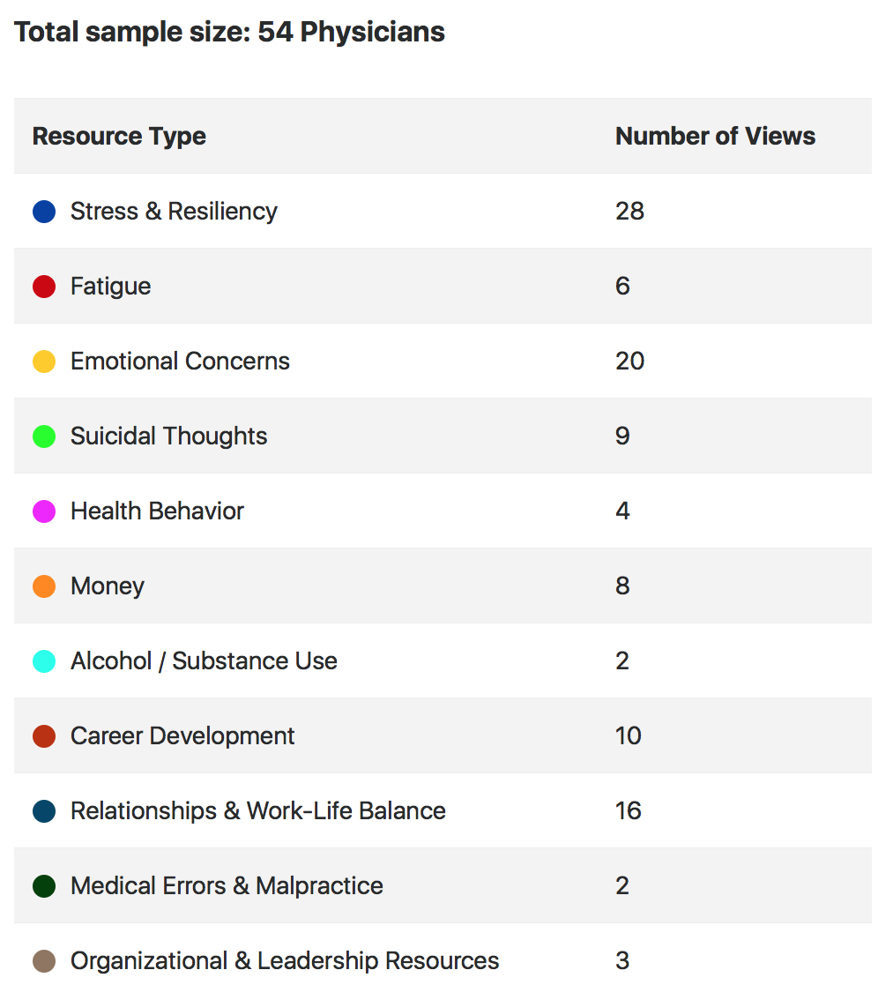 Total sample size: 54 Physicians
Resource Type Number of Views
Stress & Resiliency 28
Fatigue 6
Emotional Concerns 20
Suicidal Thoughts 9
Health Behavior 4
Money 8
Alcohol / Substance Use 2
Career Development 10
Relationships & Work-Life Balance 16
Medical Errors & Malpractice 2
Organizational & Leadership Resources 3